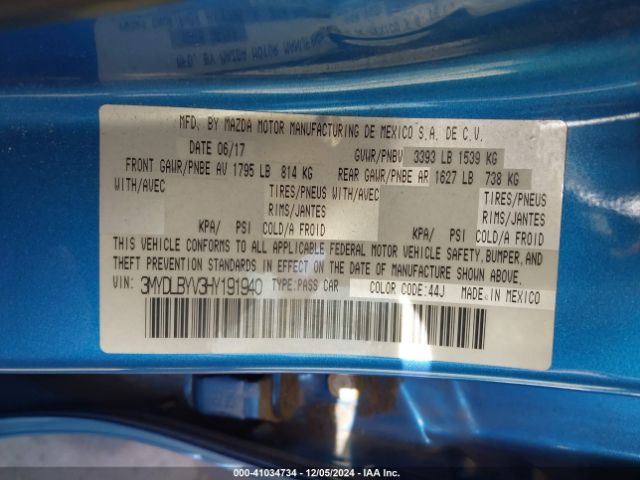 MFD. BY MAZDA MOTOR MANUFACTURING DE MEXICO S.A. DE C.V.
DATE 06/17 GVWR/PNBV 3393 LB 1539 KG
FRONT GAWR/PNBE AV 1795 LB 814 KG REAR GAWR/PNBE AR 1627 LB 738 KG
WITH/AVEC TIRES/PNEUS WITH/AVEC TIRES/PNEUS
RIMS/JANTES RIMS/JANTES
KPA/ PSI COLD/A FROID KPA/ PSI COLD/A FROID
THIS VEHICLE CONFORMS TO ALL APPLICABLE FEDERAL MOTOR VEHICLE SAFETY, BUMPER, AND
THEFT PREVENTION STANDARDS IN EFFECT ON THE DATE OF MANUFACTURE SHOWN ABOVE.
VIN: 3MYDLBYV3HY191940 TYPE:PASS CAR COLOR CODE:44J MADE IN MEXICO
000-41034734 - 12/05/2024 - IAA Inc.